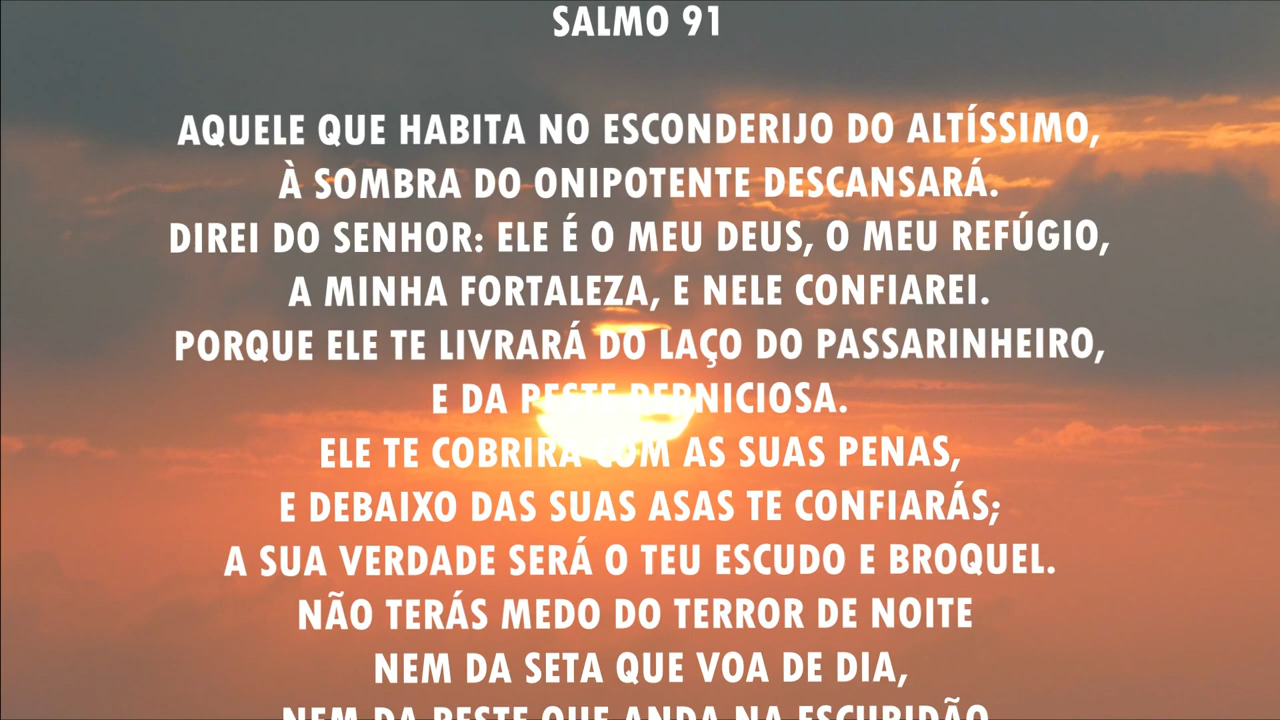 SALMO 91
AQUELE QUE HABITA NO ESCONDERIJO DO ALTÍSSIMO,
À SOMBRA DO ONIPOTENTE DESCANSARÁ.
DIREI DO SENHOR: ELE É O MEU DEUS, O MEU REFÚGIO,
A MINHA FORTALEZA, E NELE CONFIAREI.
PORQUE ELE TE LIVRARÁ DO LAÇO DO PASSARINHEIRO,
E DA PESTE PERNICIOSA.
ELE TE COBRIRÁ COM AS SUAS PENAS,
E DEBAIXO DAS SUAS ASAS TE CONFIARÁS;
A SUA VERDADE SERÁ O TEU ESCUDO E BROQUEL.
NÃO TERÁS MEDO DO TERROR DE NOITE
NEM DA SETA QUE VOA DE DIA,
NEM DA PESTE QUE ANDA NA ESCURIDÃO